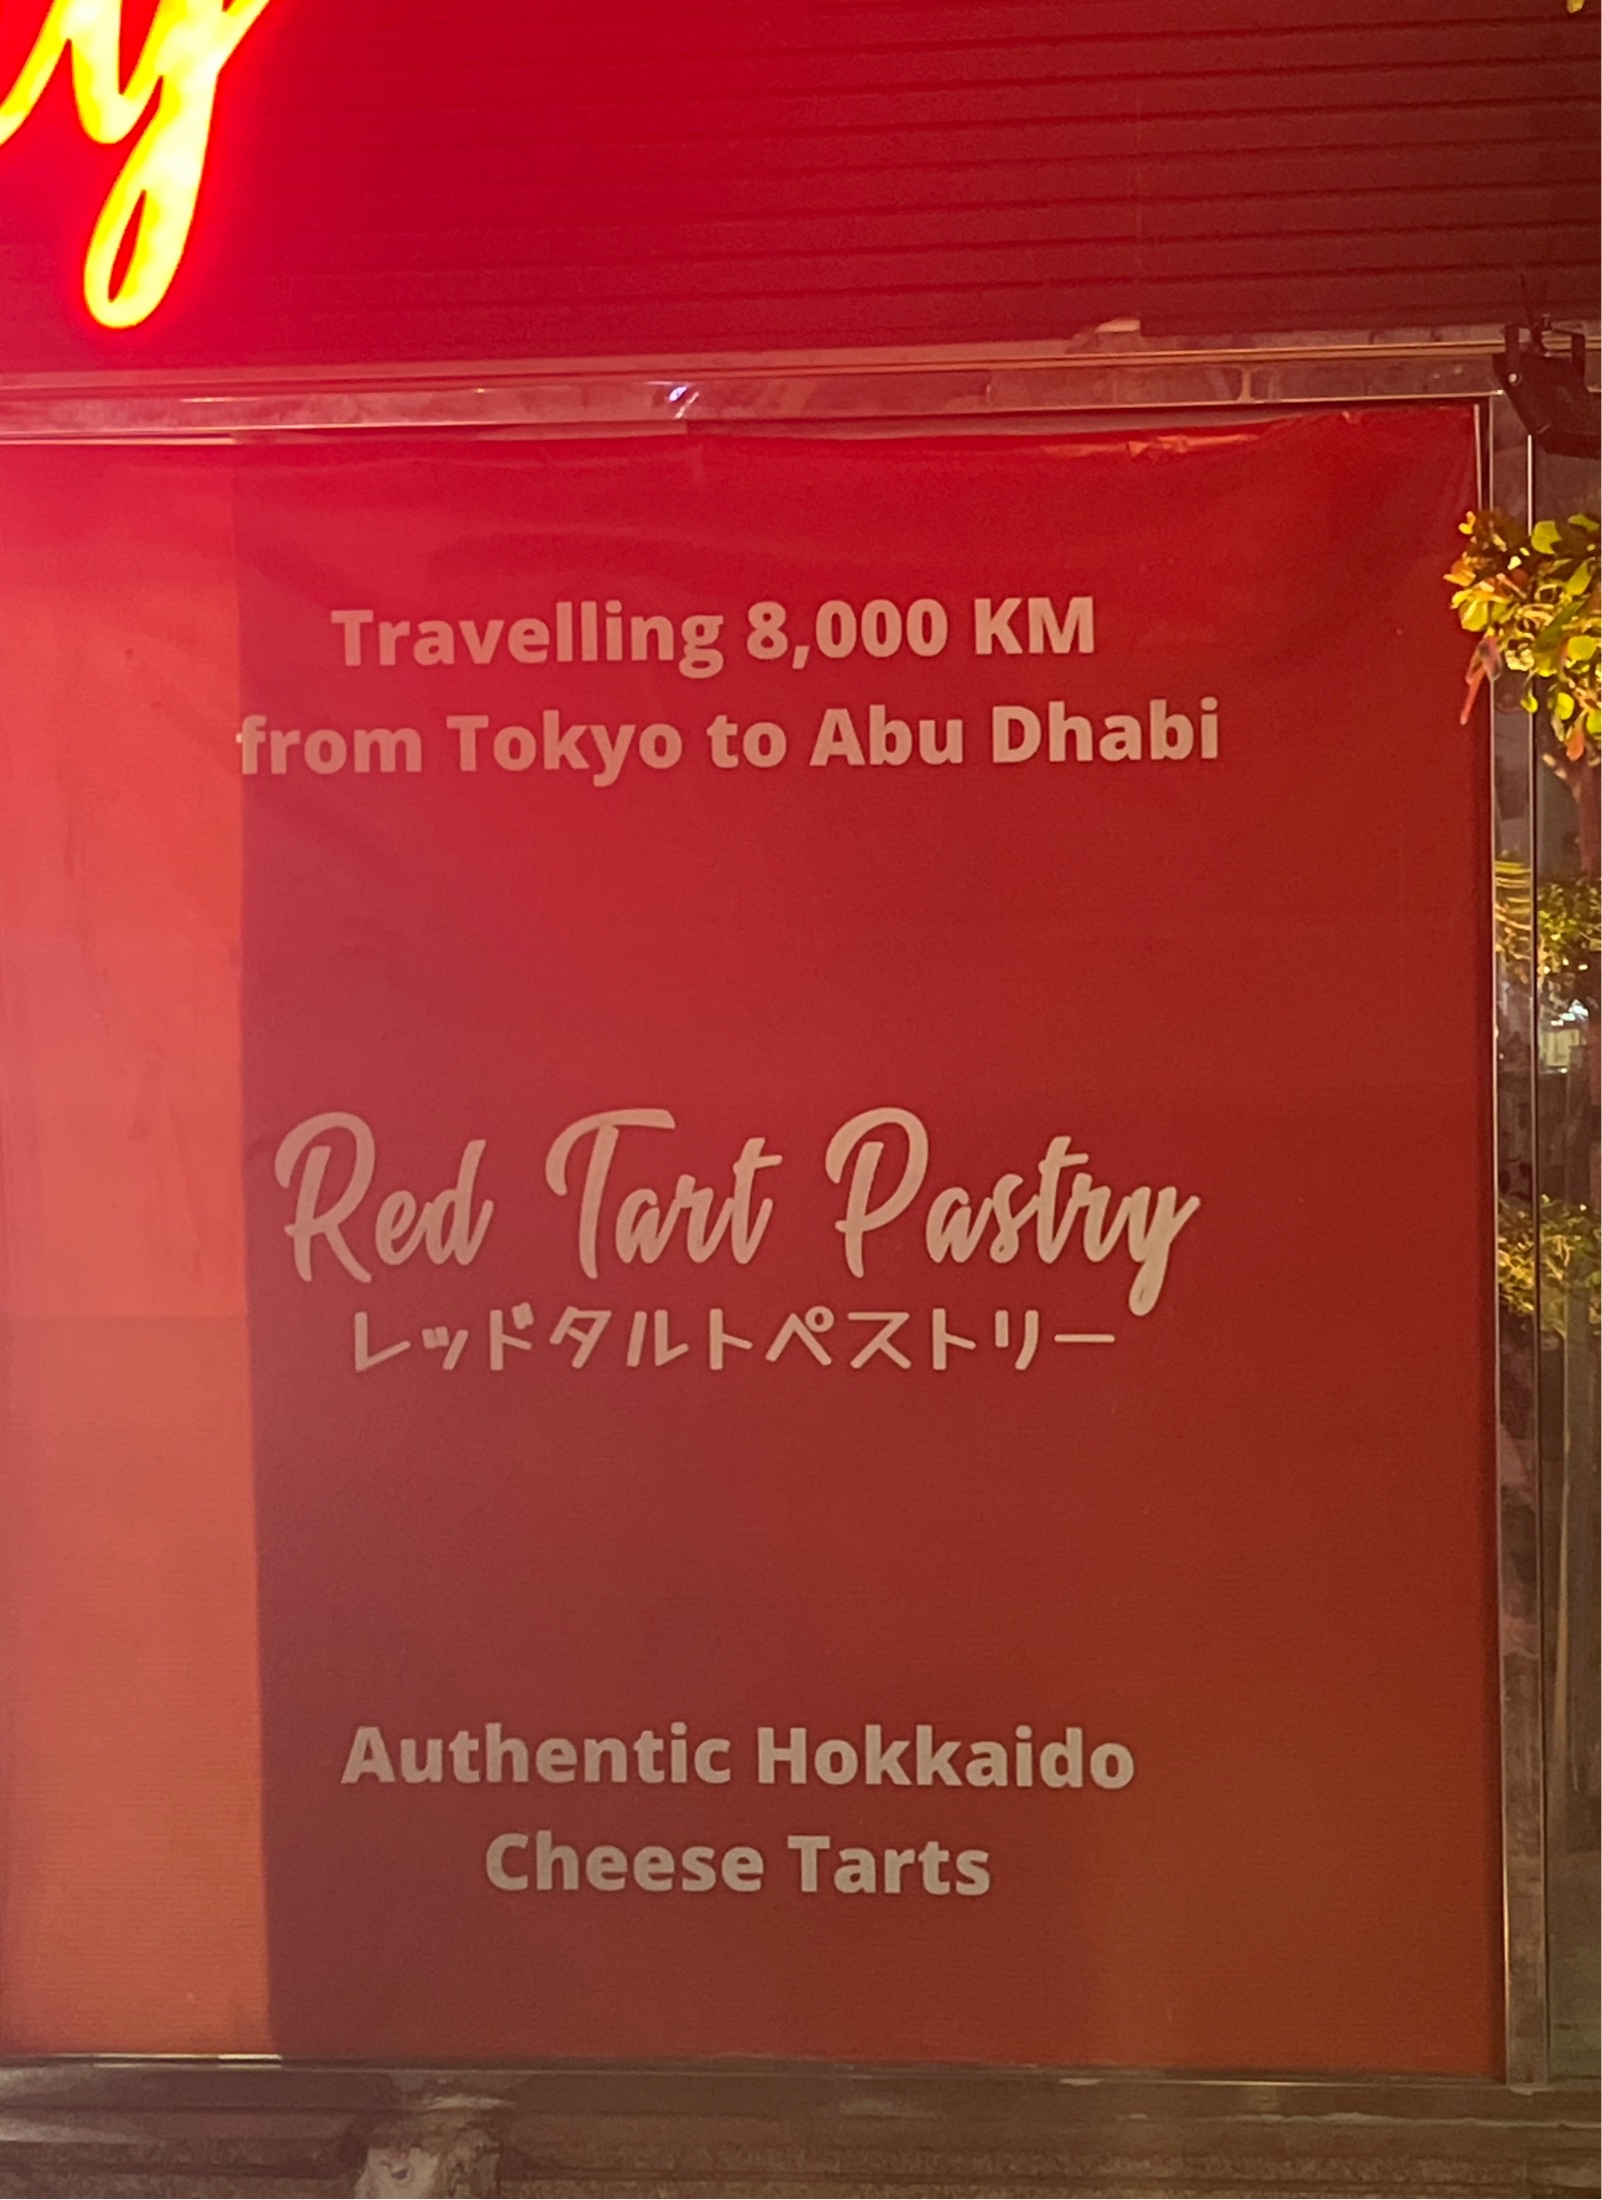 Travelling 8,000 KM
from Tokyo to Abu Dhabi
Red Tart Pastry
レッドタルトペストリー
Authentic Hokkaido
Cheese Tarts